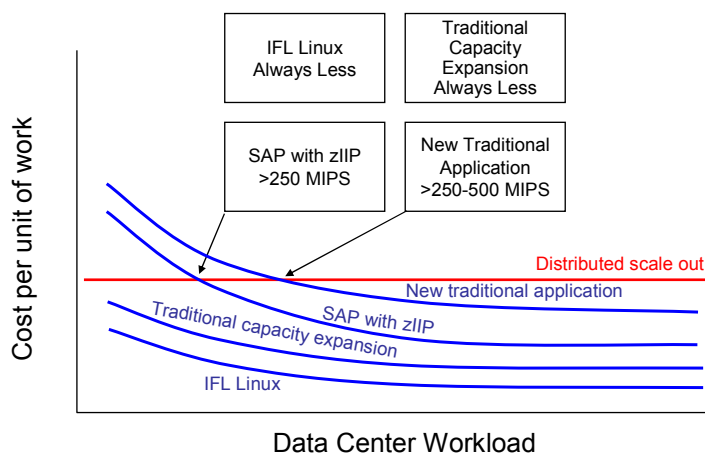 IFL Linux
Always Less
Traditional
Capacity
Expansion
Always Less
SAP with zIIP
>250 MIPS
New Traditional
Application
>250-500 MIPS
Cost per unit of work
Distributed scale out
New traditional application
SAP with zIIP
Traditional capacity expansion
IFL Linux
Data Center Workload